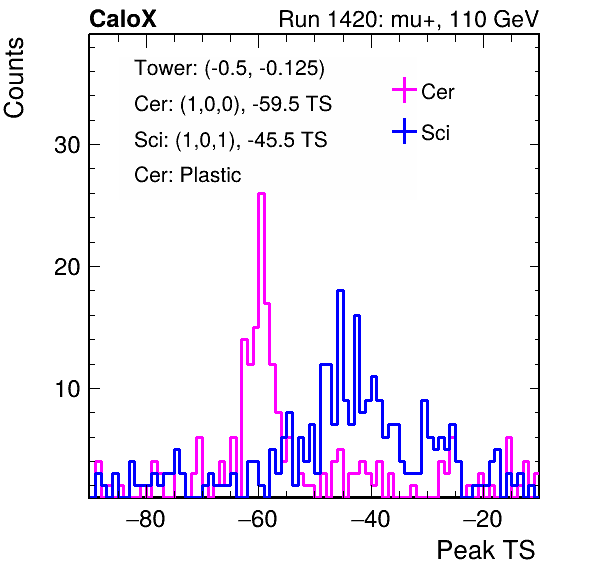 CaloX Run 1420: mu+, 110 GeV
Counts
Tower: (-0.5, -0.125)
Cer: (1,0,0), -59.5 TS
Sci: (1,0,1), -45.5 TS
Cer: Plastic
Cer
Sci
30
20
10
−80 −60 −40 −20
Peak TS